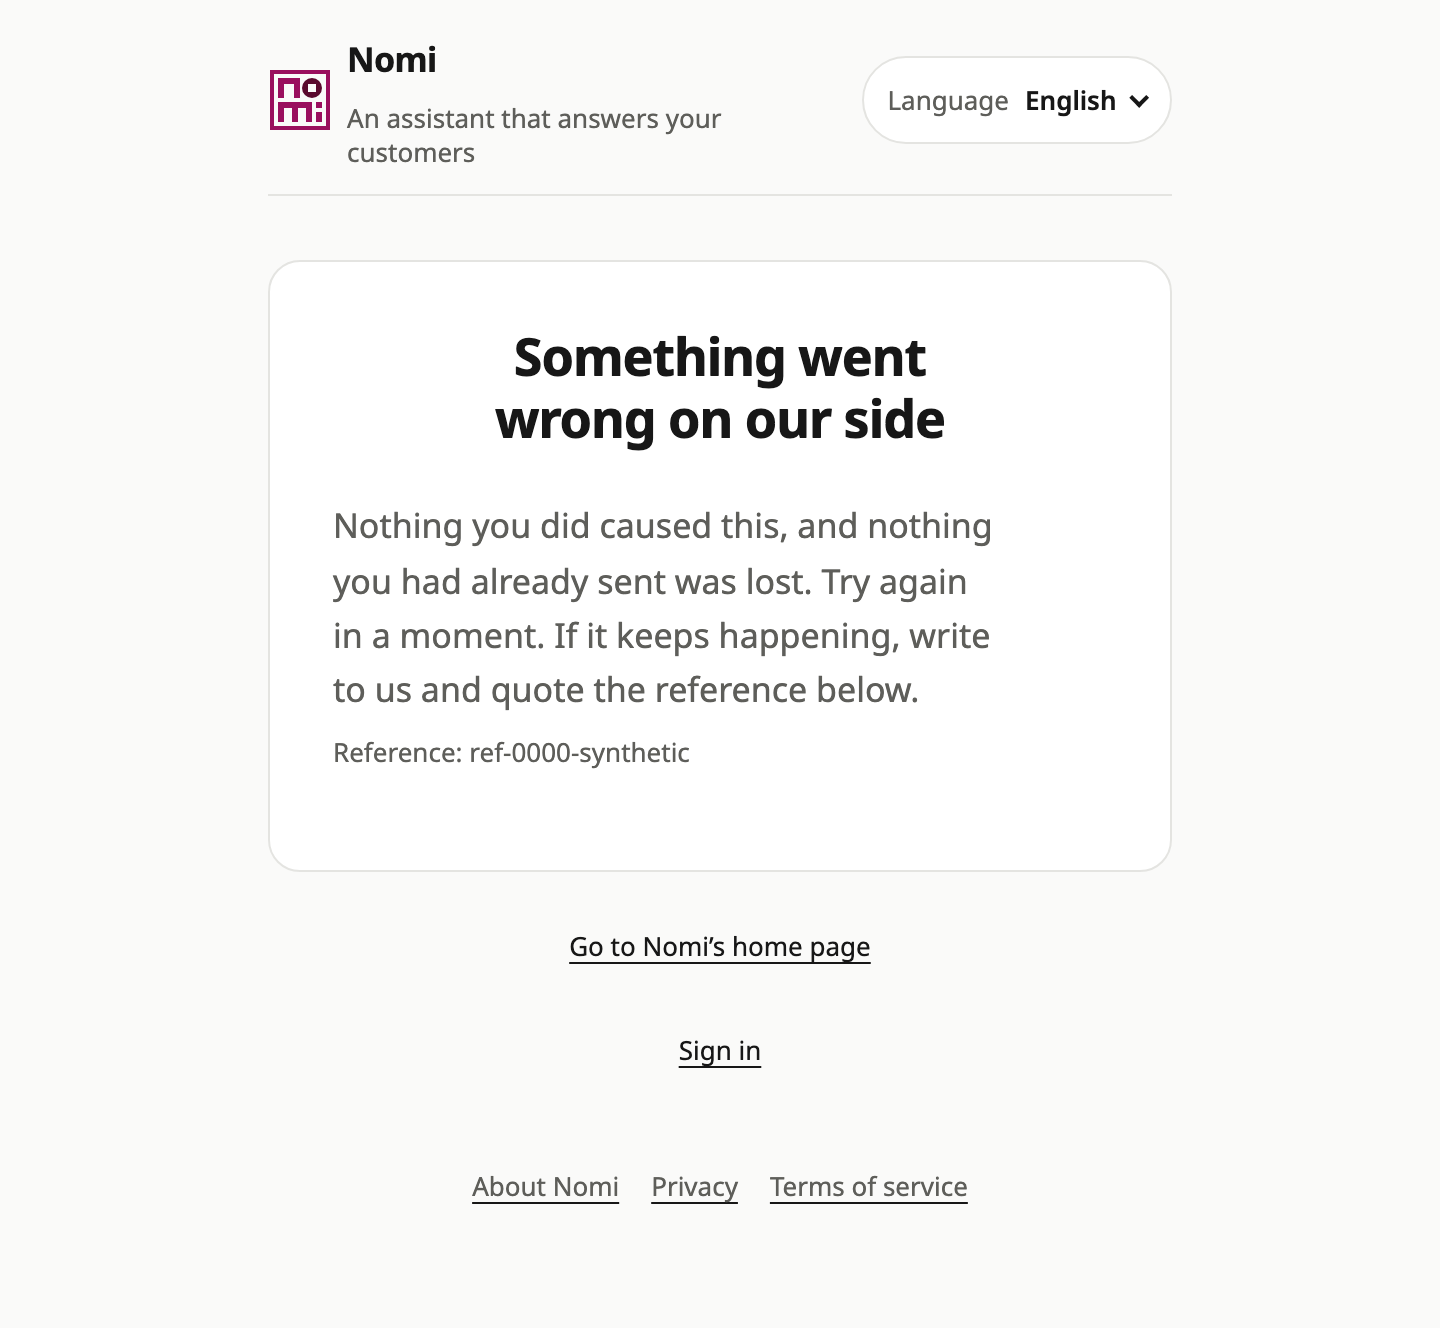 nomi
Nomi
An assistant that answers your
customers
Language English
Something went
wrong on our side
Nothing you did caused this, and nothing
you had already sent was lost. Try again
in a moment. If it keeps happening, write
to us and quote the reference below.
Reference: ref-0000-synthetic
Go to Nomi’s home page
Sign in
About Nomi Privacy Terms of service